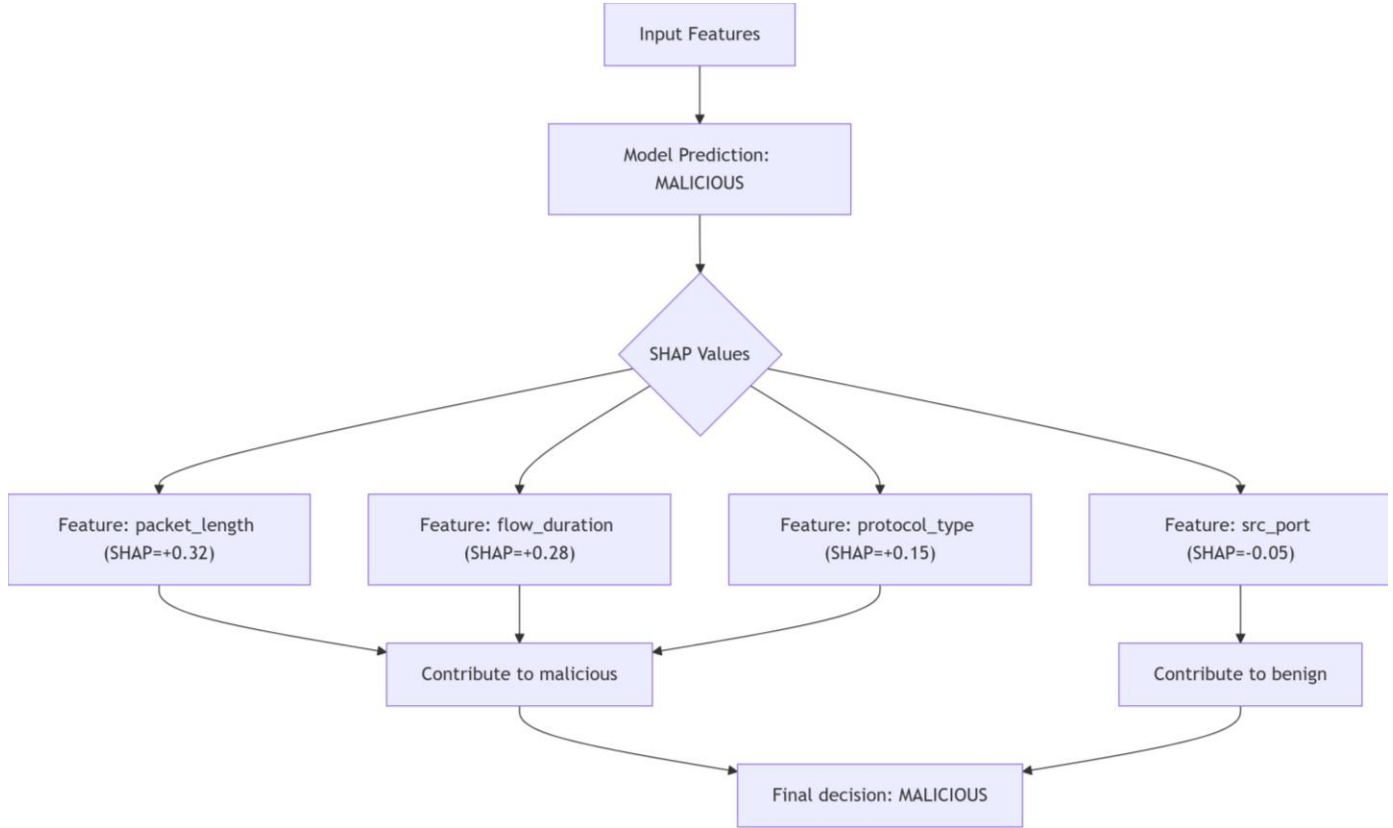 Input Features
Model Prediction:
MALICIOUS
SHAP Values
Feature: packet_length
(SHAP=+0.32)
Feature: flow_duration
(SHAP=+0.28)
Feature: protocol_type
(SHAP=+0.15)
Feature: src_port
(SHAP=-0.05)
Contribute to malicious
Contribute to benign
Final decision: MALICIOUS